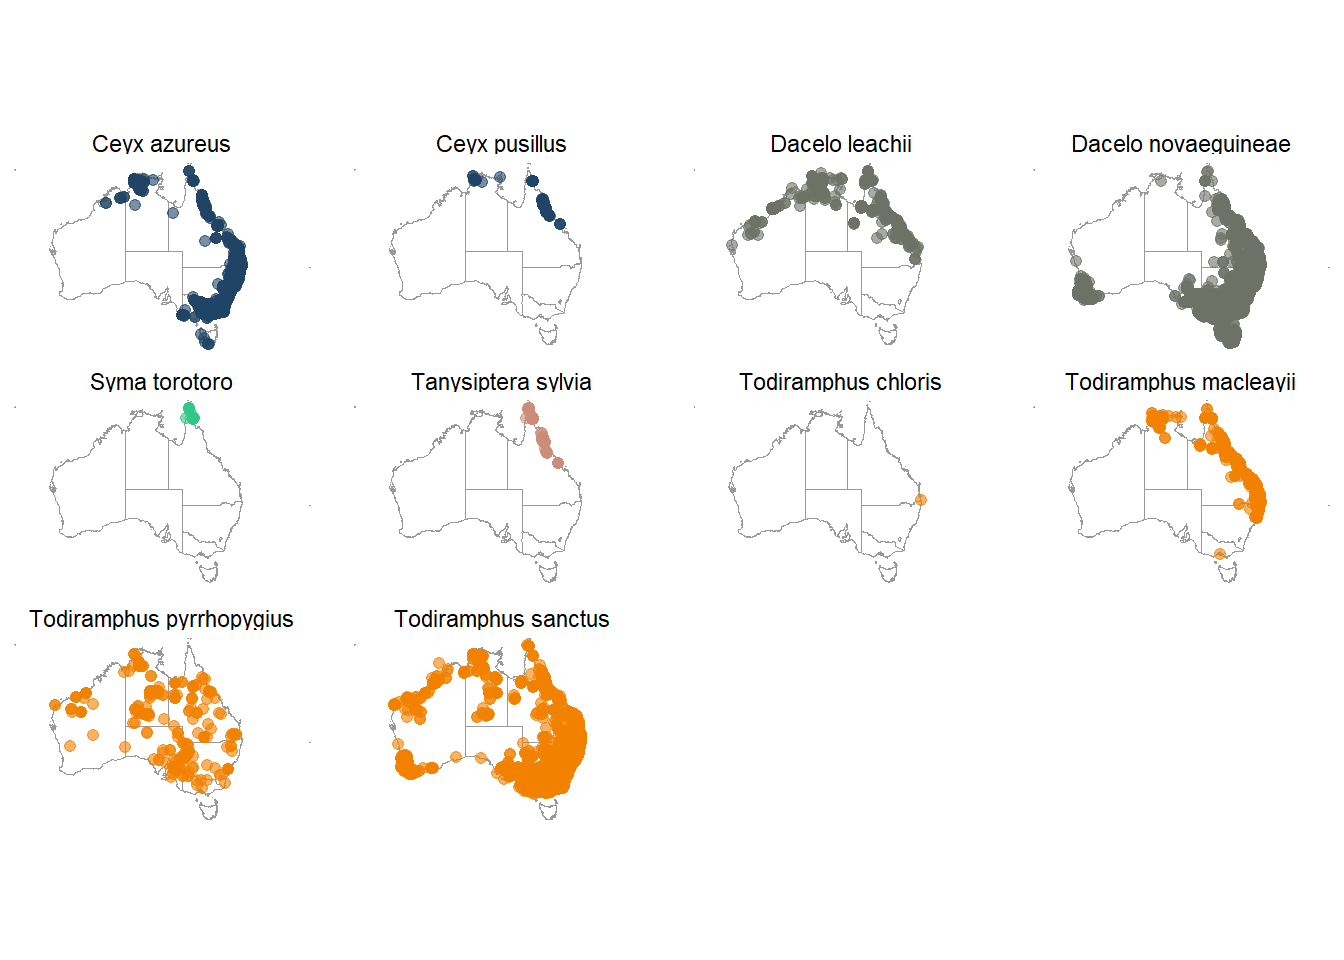 Ceyx azureus
Ceyx pusillus
Dacelo leachii
Dacelo novaeguineae
Syma torotoro
Tanysiptera sylvia
Todiramphus chloris
Todiramphus macleayii
Todiramphus pyrrhopygius
Todiramphus sanctus